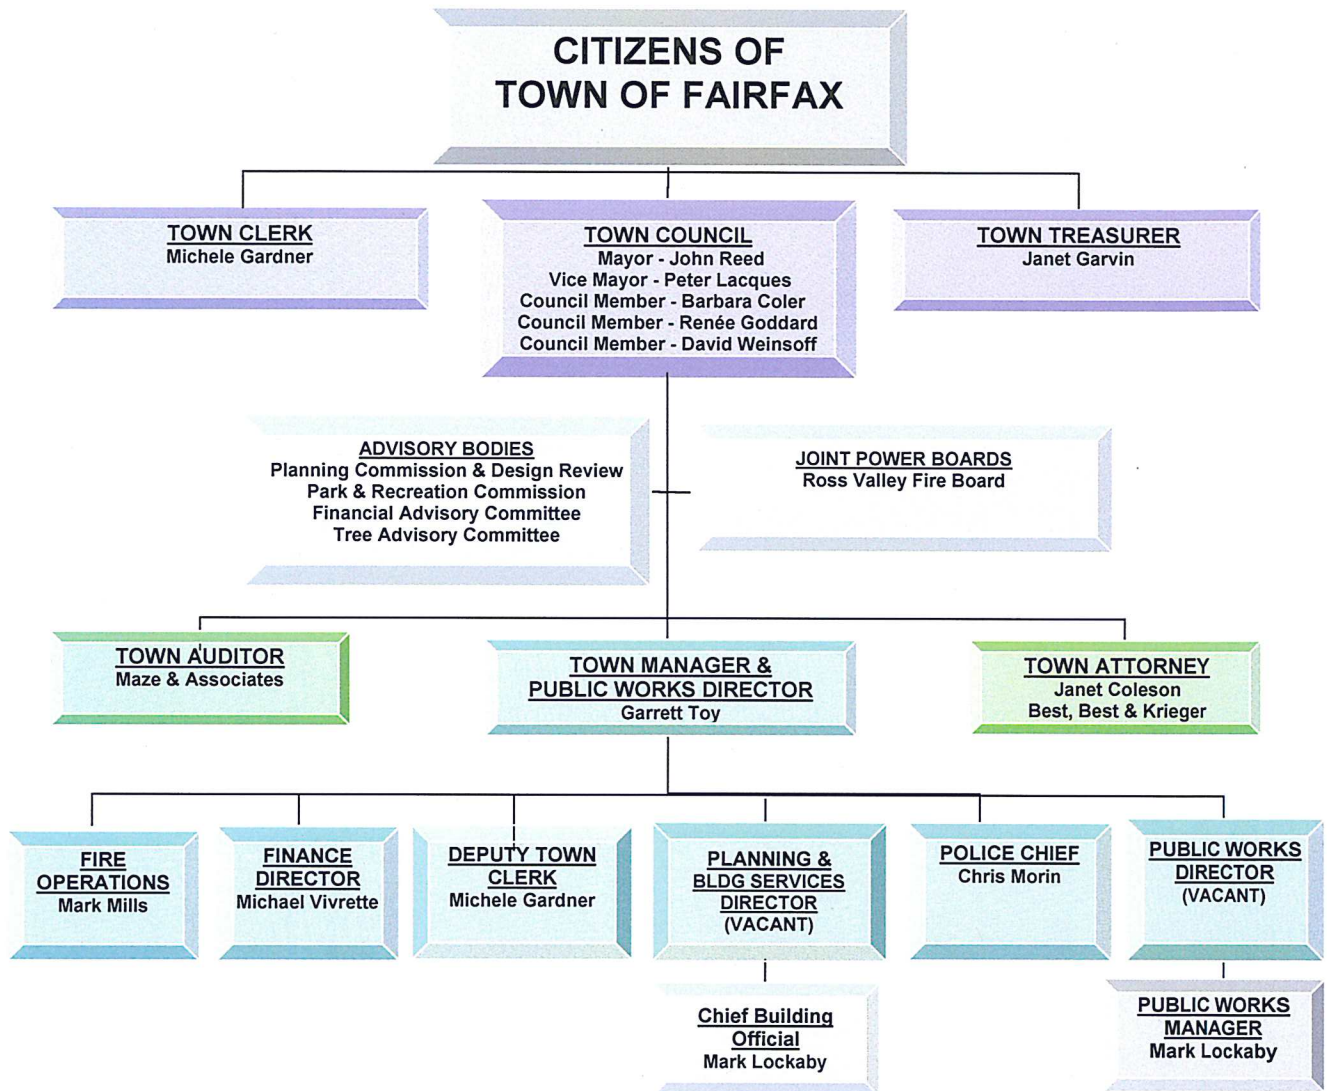 CITIZENS OF
TOWN OF FAIRFAX
TOWN CLERK
Michele Gardner
TOWN COUNCIL
Mayor - John Reed
Vice Mayor - Peter Lacques
Council Member - Barbara Coler
Council Member - Renée Goddard
Council Member - David Weinsoff
TOWN TREASURER
Janet Garvin
ADVISORY BODIES
Planning Commission & Design Review
Park & Recreation Commission
Financial Advisory Committee
Tree Advisory Committee
JOINT POWER BOARDS
Ross Valley Fire Board
TOWN AUDITOR
Maze & Associates
TOWN MANAGER &
PUBLIC WORKS DIRECTOR
Garrett Toy
TOWN ATTORNEY
Janet Coleson
Best, Best & Krieger
FIRE
OPERATIONS
Mark Mills
FINANCE
DIRECTOR
Michael Vivrette
DEPUTY TOWN
CLERK
Michele Gardner
PLANNING &
BLDG SERVICES
DIRECTOR
(VACANT)
POLICE CHIEF
Chris Morin
PUBLIC WORKS
DIRECTOR
(VACANT)
Chief Building
Official
Mark Lockaby
PUBLIC WORKS
MANAGER
Mark Lockaby